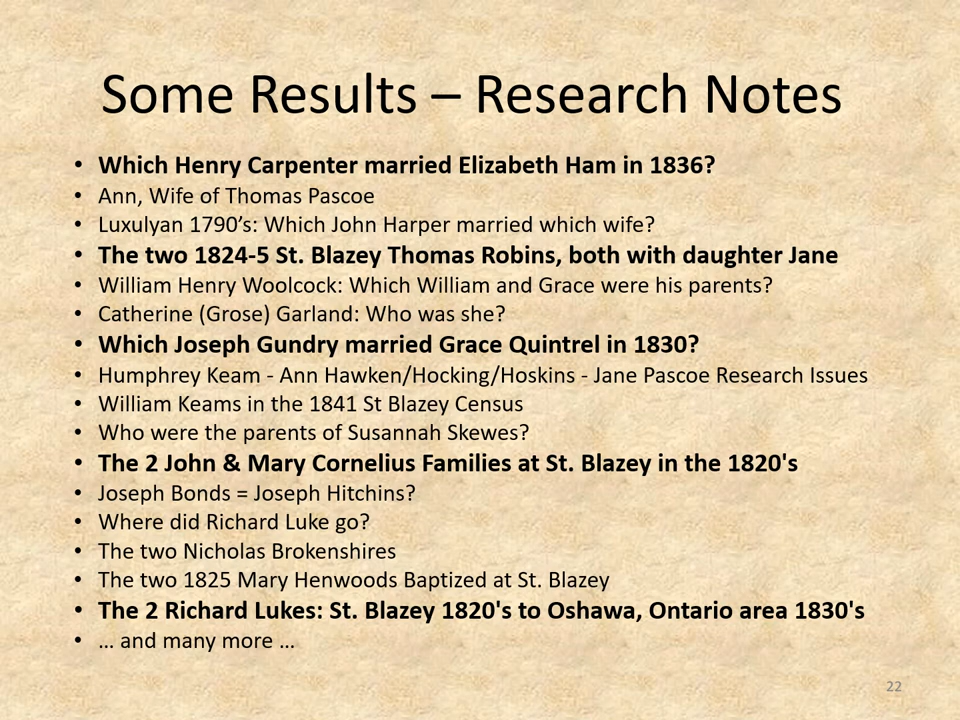 Some Results – Research Notes
• Which Henry Carpenter married Elizabeth Ham in 1836?
• Ann, Wife of Thomas Pascoe
• Luxulyan 1790’s: Which John Harper married which wife?
• The two 1824-5 St. Blazey Thomas Robins, both with daughter Jane
• William Henry Woolcock: Which William and Grace were his parents?
• Catherine (Grose) Garland: Who was she?
• Which Joseph Gundry married Grace Quintrel in 1830?
• Humphrey Keam - Ann Hawken/Hocking/Hoskins - Jane Pascoe Research Issues
• William Keams in the 1841 St Blazey Census
• Who were the parents of Susannah Skewes?
• The 2 John & Mary Cornelius Families at St. Blazey in the 1820's
• Joseph Bonds = Joseph Hitchins?
• Where did Richard Luke go?
• The two Nicholas Brokenshires
• The two 1825 Mary Henwoods Baptized at St. Blazey
• The 2 Richard Lukes: St. Blazey 1820's to Oshawa, Ontario area 1830's
• … and many more …
22